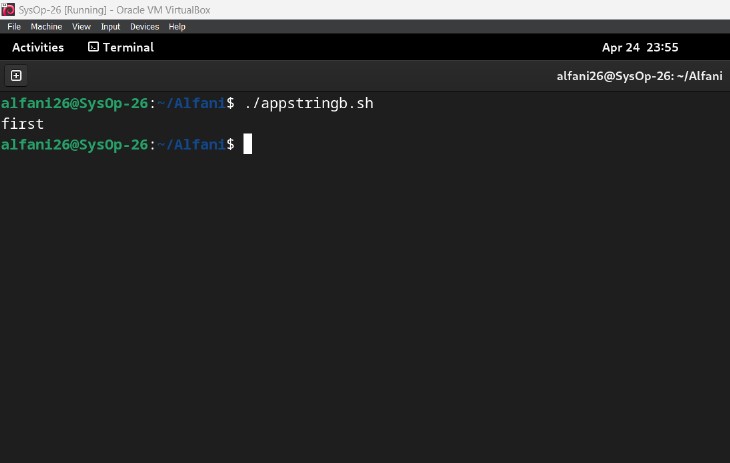 SysOp-26 [Running] - Oracle VM VirtualBox
File Machine View Input Devices Help
Activities Terminal Apr 24 23:55
alfani26@SysOp-26: ~/Alfani
alfani26@SysOp-26:~/Alfani$ ./appstringb.sh
first
alfani26@SysOp-26:~/Alfani$